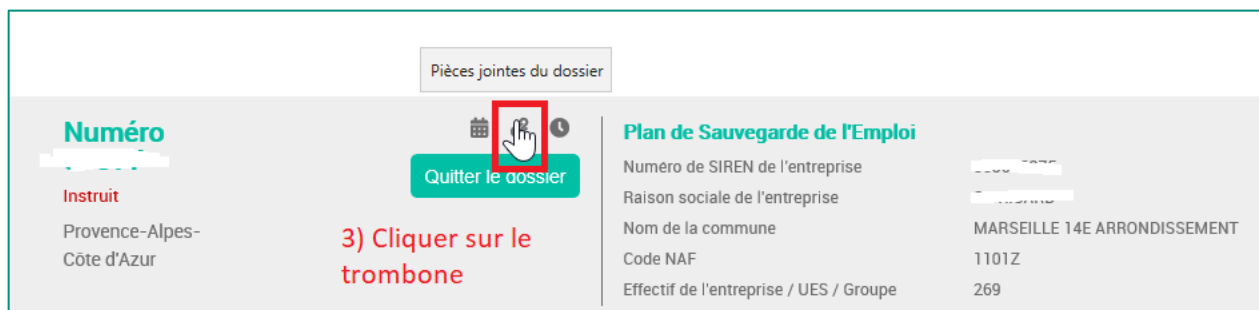 Pièces jointes du dossier
Numéro
Instruit
Provence-Alpes-
Côte d'Azur
Quitter le dossier
3) Cliquer sur le
trombone
Plan de Sauvegarde de l'Emploi
Numéro de SIREN de l'entreprise
Raison sociale de l'entreprise
Nom de la commune MARSEILLE 14E ARRONDISSEMENT
Code NAF 1101Z
Effectif de l'entreprise / UES / Groupe 269